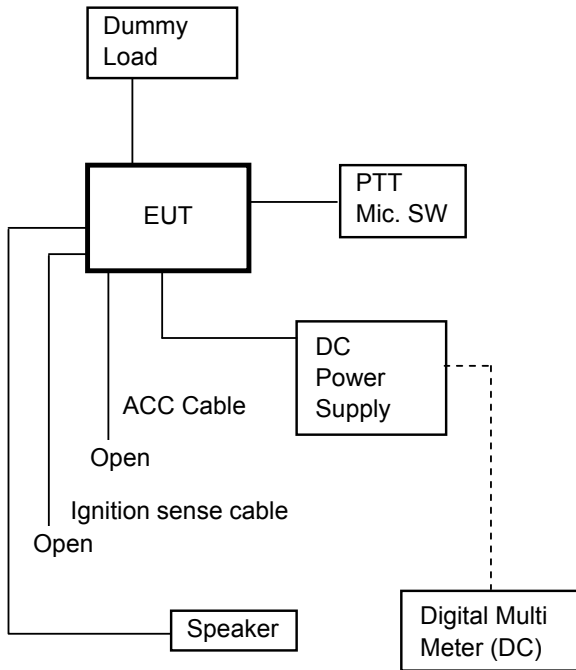 Dummy
Load
EUT
PTT
Mic. SW
DC
Power
Supply
ACC Cable
Open
Ignition sense cable
Open
Speaker
Digital Multi
Meter (DC)